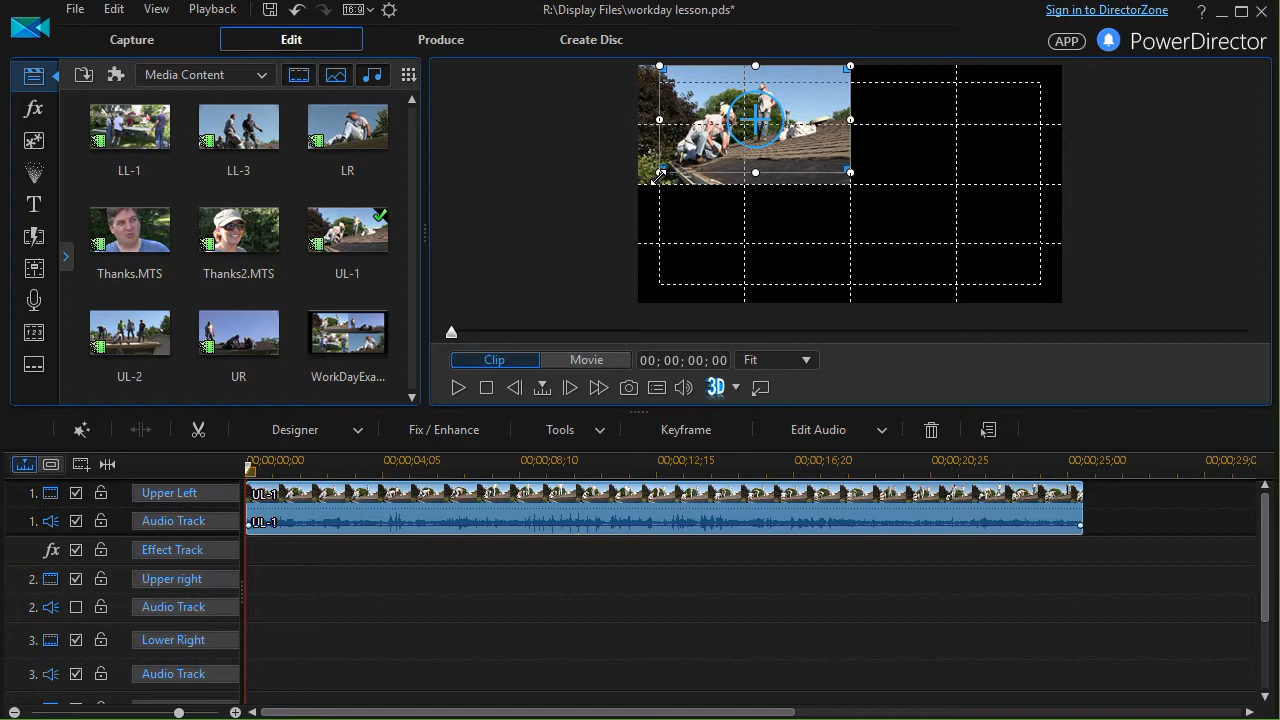 File Edit View Playback 16:9 R:\Display Files\workday lesson.pds* Sign in to DirectorZone ?
Capture Edit Produce Create Disc APP PowerDirector
Media Content
LL-1 LL-3 LR
Thanks.MTS Thanks2.MTS UL-1
UL-2 UR WorkDayExa...
fx
T
Clip Movie 00; 00; 00; 00 Fit
3D
Designer Fix / Enhance Tools Keyframe Edit Audio
00;00;00;00 00;00;04;05 00;00;08;10 00;00;12;15 00;00;16;20 00;00;20;25 00;00;25;00 00;00;29;0
1. Upper Left UL-1
1. Audio Track UL-1
fx Effect Track
2. Upper right
2. Audio Track
3. Lower Right
3. Audio Track